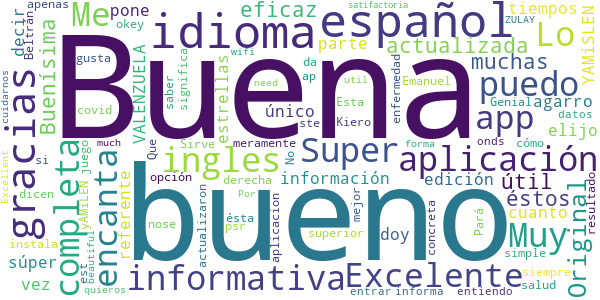 Buena
bueno
español
idioma
Me
pone
okey
apenas
decir
Beltrán
gusta
covid
Buenísima
gracias
cuidarnos
completa
encanta
ingles
informativa
Super
Excelente
aplicación
app
puedo
Lo
Muy
Original
útil
éstos
actualizada
muchas
eficaz
tiempos
parte
wifi
satisfactoria
ZULAY
YAMiSLEN
estrellas
significa
saber
VALENZUELA
da
ap
need
util
Emanuel
enfermedad
Genial
agarro
datos
elijo
cómo
único
Esta
Kiero
ste
meramente
Sirve
Que
No
onds
forma
much
juego
yAMiLEN
si
dicen
referente
opción
derecha
información
edición
cuanto
resultado
súper
instala
vez
est
beautiful
quieros
nose
actualizaron
ésta
aplicacion
Por
psr
mejor
superior
doy
concreta
Pará
simple
siempre
salud
entrar
informa
entiendo
Excellent